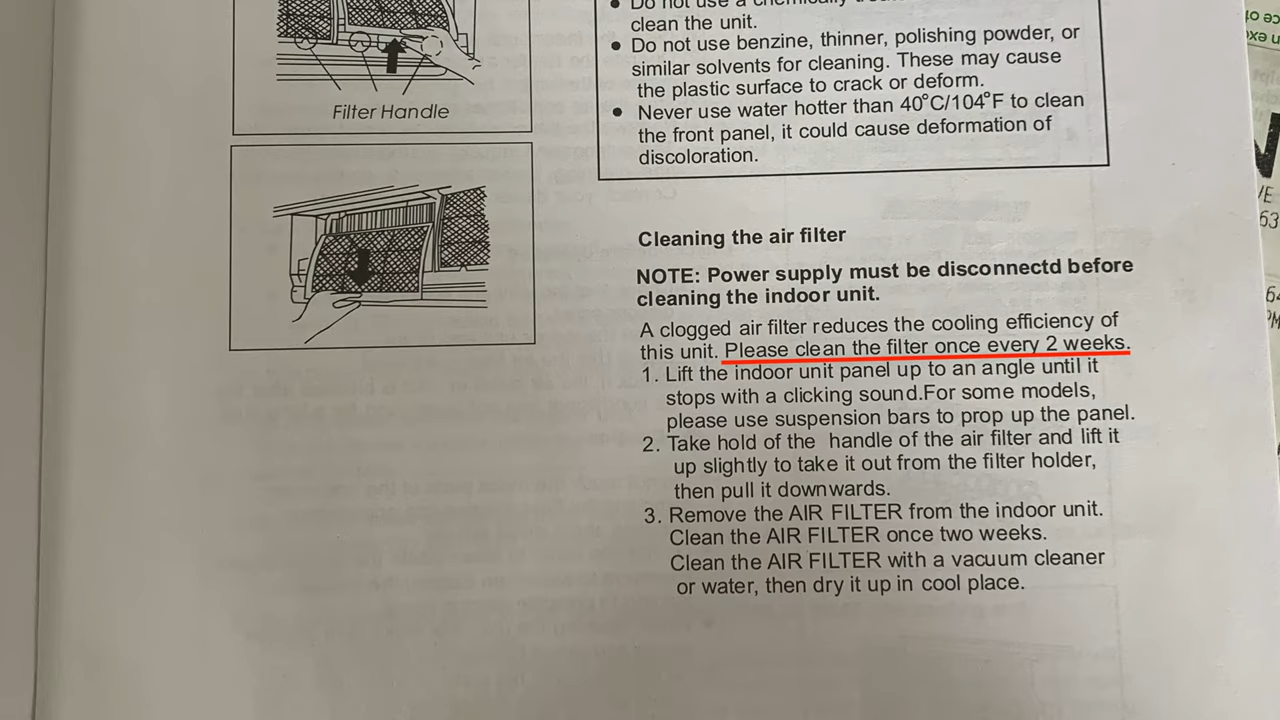 Filter Handle
Do not use a chemically
clean the unit.
● Do not use benzine, thinner, polishing powder, or
similar solvents for cleaning. These may cause
the plastic surface to crack or deform.
● Never use water hotter than 40°C/104°F to clean
the front panel, it could cause deformation of
discoloration.
Cleaning the air filter
NOTE: Power supply must be disconnectd before
cleaning the indoor unit.
A clogged air filter reduces the cooling efficiency of
this unit. Please clean the filter once every 2 weeks.
1. Lift the indoor unit panel up to an angle until it
stops with a clicking sound.For some models,
please use suspension bars to prop up the panel.
2. Take hold of the handle of the air filter and lift it
up slightly to take it out from the filter holder,
then pull it downwards.
3. Remove the AIR FILTER from the indoor unit.
Clean the AIR FILTER once two weeks.
Clean the AIR FILTER with a vacuum cleaner
or water, then dry it up in cool place.